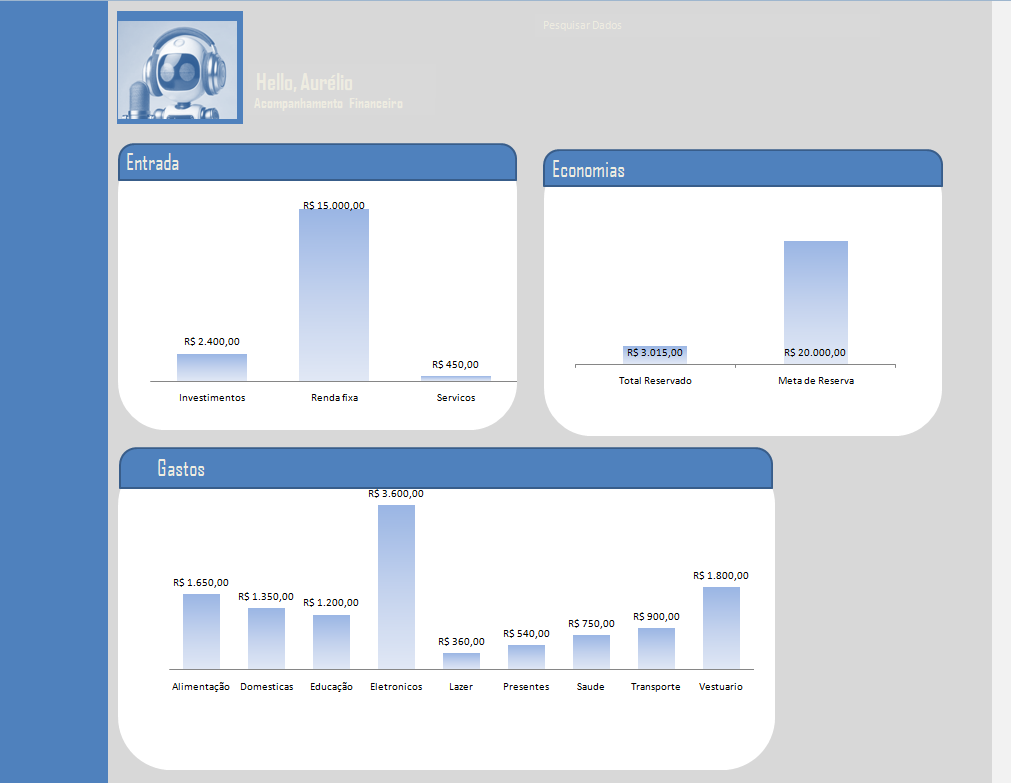 Pesquisar Dados
Hello, Aurélio
Acompanhamento Financeiro
Entrada
R$ 15.000,00
R$ 2.400,00
R$ 450,00
Investimentos Renda fixa Servicos
Economias
R$ 3.015,00 R$ 20.000,00
Total Reservado Meta de Reserva
Gastos
R$ 3.600,00
R$ 1.800,00
R$ 1.650,00
R$ 1.350,00
R$ 1.200,00
R$ 900,00
R$ 750,00
R$ 540,00
R$ 360,00
Alimentação Domesticas Educação Eletronicos Lazer Presentes Saude Transporte Vestuario